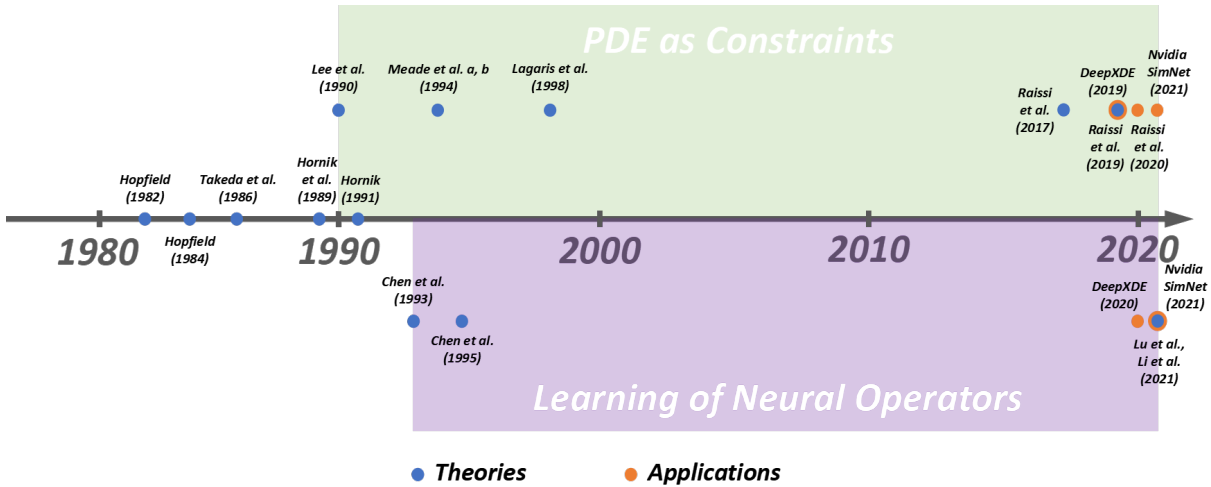 PDE as Constraints
Lee et al.
(1990)
Meade et al. a, b
(1994)
Lagaris et al.
(1998)
Raissi
et al.
(2017)
DeepXDE
(2019)
Nvidia
SimNet
(2021)
Raissi
et al.
(2019)
Raissi
et al.
(2020)
Hopfield
(1982)
Hopfield
(1984)
Takeda et al.
(1986)
Hornik
et al.
(1989)
Hornik
(1991)
1980
1990
2000
2010
2020
Chen et al.
(1993)
Chen et al.
(1995)
DeepXDE
(2020)
Nvidia
SimNet
(2021)
Lu et al.,
Li et al.
(2021)
Learning of Neural Operators
Theories
Applications